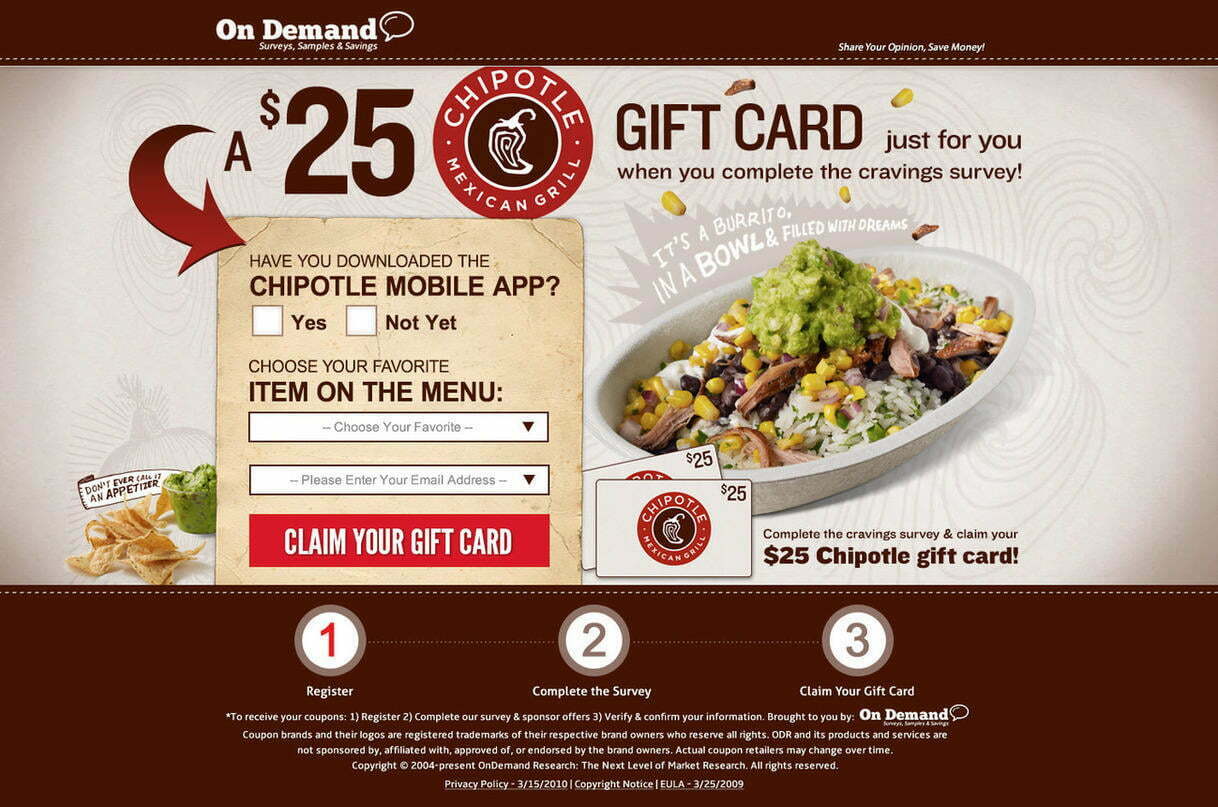 On Demand
Surveys, Samples & Savings
Share Your Opinion, Save Money!
A $25
CHIPOTLE
MEXICAN GRILL
GIFT CARD just for you
when you complete the cravings survey!
IT'S A BURRITO,
IN A BOWL & FILLED WITH DREAMS
HAVE YOU DOWNLOADED THE
CHIPOTLE MOBILE APP?
Yes Not Yet
CHOOSE YOUR FAVORITE
ITEM ON THE MENU:
-- Choose Your Favorite --
-- Please Enter Your Email Address --
CLAIM YOUR GIFT CARD
DON'T EVER CALL IT
AN APPETIZER
$25
$25
CHIPOTLE
MEXICAN GRILL
Complete the cravings survey & claim your
$25 Chipotle gift card!
1 2 3
Register Complete the Survey Claim Your Gift Card
*To receive your coupons: 1) Register 2) Complete our survey & sponsor offers 3) Verify & confirm your information. Brought to you by: On Demand
Surveys, Samples & Savings
Coupon brands and their logos are registered trademarks of their respective brand owners who reserve all rights. ODR and its products and services are
not sponsored by, affiliated with, approved of, or endorsed by the brand owners. Actual coupon retailers may change over time.
Copyright © 2004-present OnDemand Research: The Next Level of Market Research. All rights reserved.
Privacy Policy - 3/15/2010 | Copyright Notice | EULA - 3/25/2009